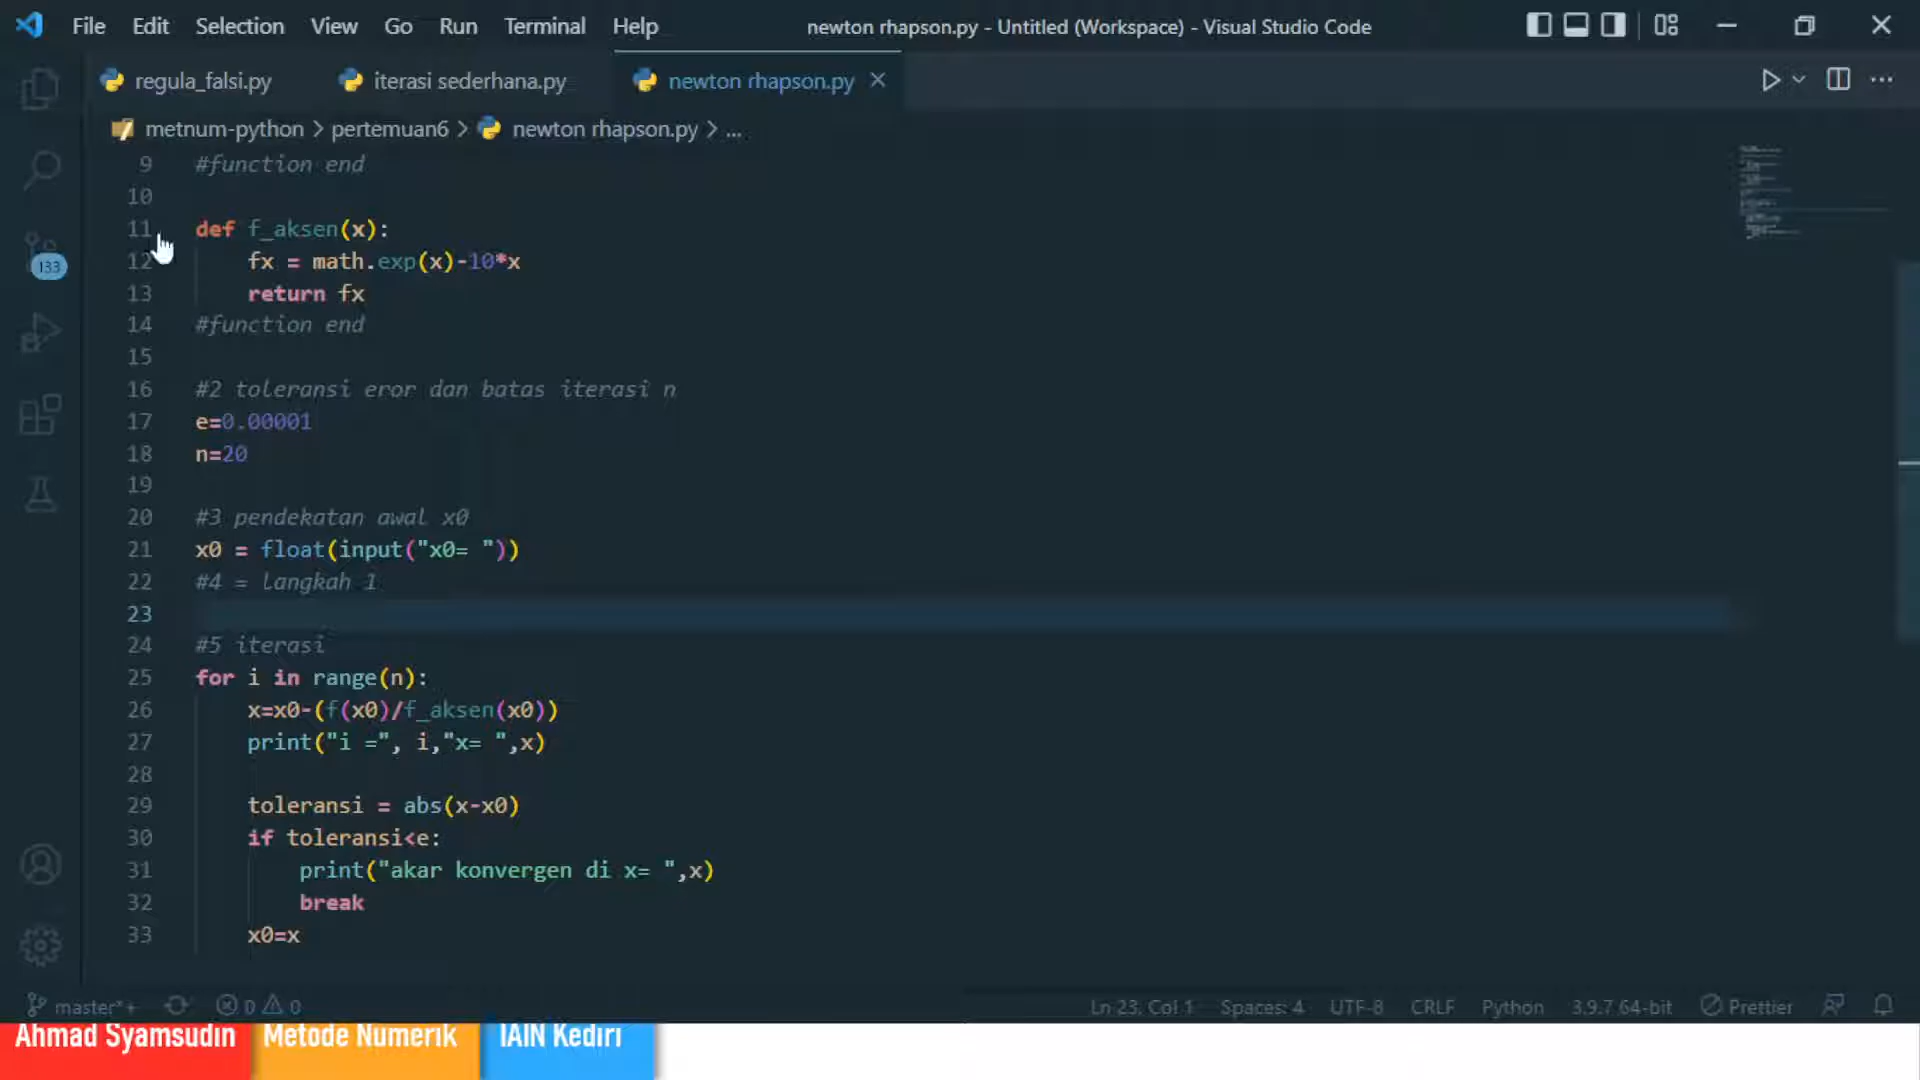 File Edit Selection View Go Run Terminal Help newton rhapson.py - Untitled (Workspace) - Visual Studio Code
regula_falsi.py iterasi sederhana.py newton rhapson.py
metnum-python > pertemuan6 > newton rhapson.py > ...
9 #function end
10
11 def f_aksen(x):
12 fx = math.exp(x)-10*x
13 return fx
14 #function end
15
16 #2 toleransi eror dan batas iterasi n
17 e=0.00001
18 n=20
19
20 #3 pendekatan awal x0
21 x0 = float(input("x0= "))
22 #4 = langkah 1
23
24 #5 iterasi
25 for i in range(n):
26 x=x0-(f(x0)/f_aksen(x0))
27 print("i =", i,"x= ",x)
28
29 toleransi = abs(x-x0)
30 if toleransi<e:
31 print("akar konvergen di x= ",x)
32 break
33 x0=x
133
master*+ 0 0 Ln 23, Col 1 Spaces: 4 UTF-8 CRLF Python 3.9.7 64-bit Prettier
Ahmad Syamsudin Metode Numerik IAIN Kediri